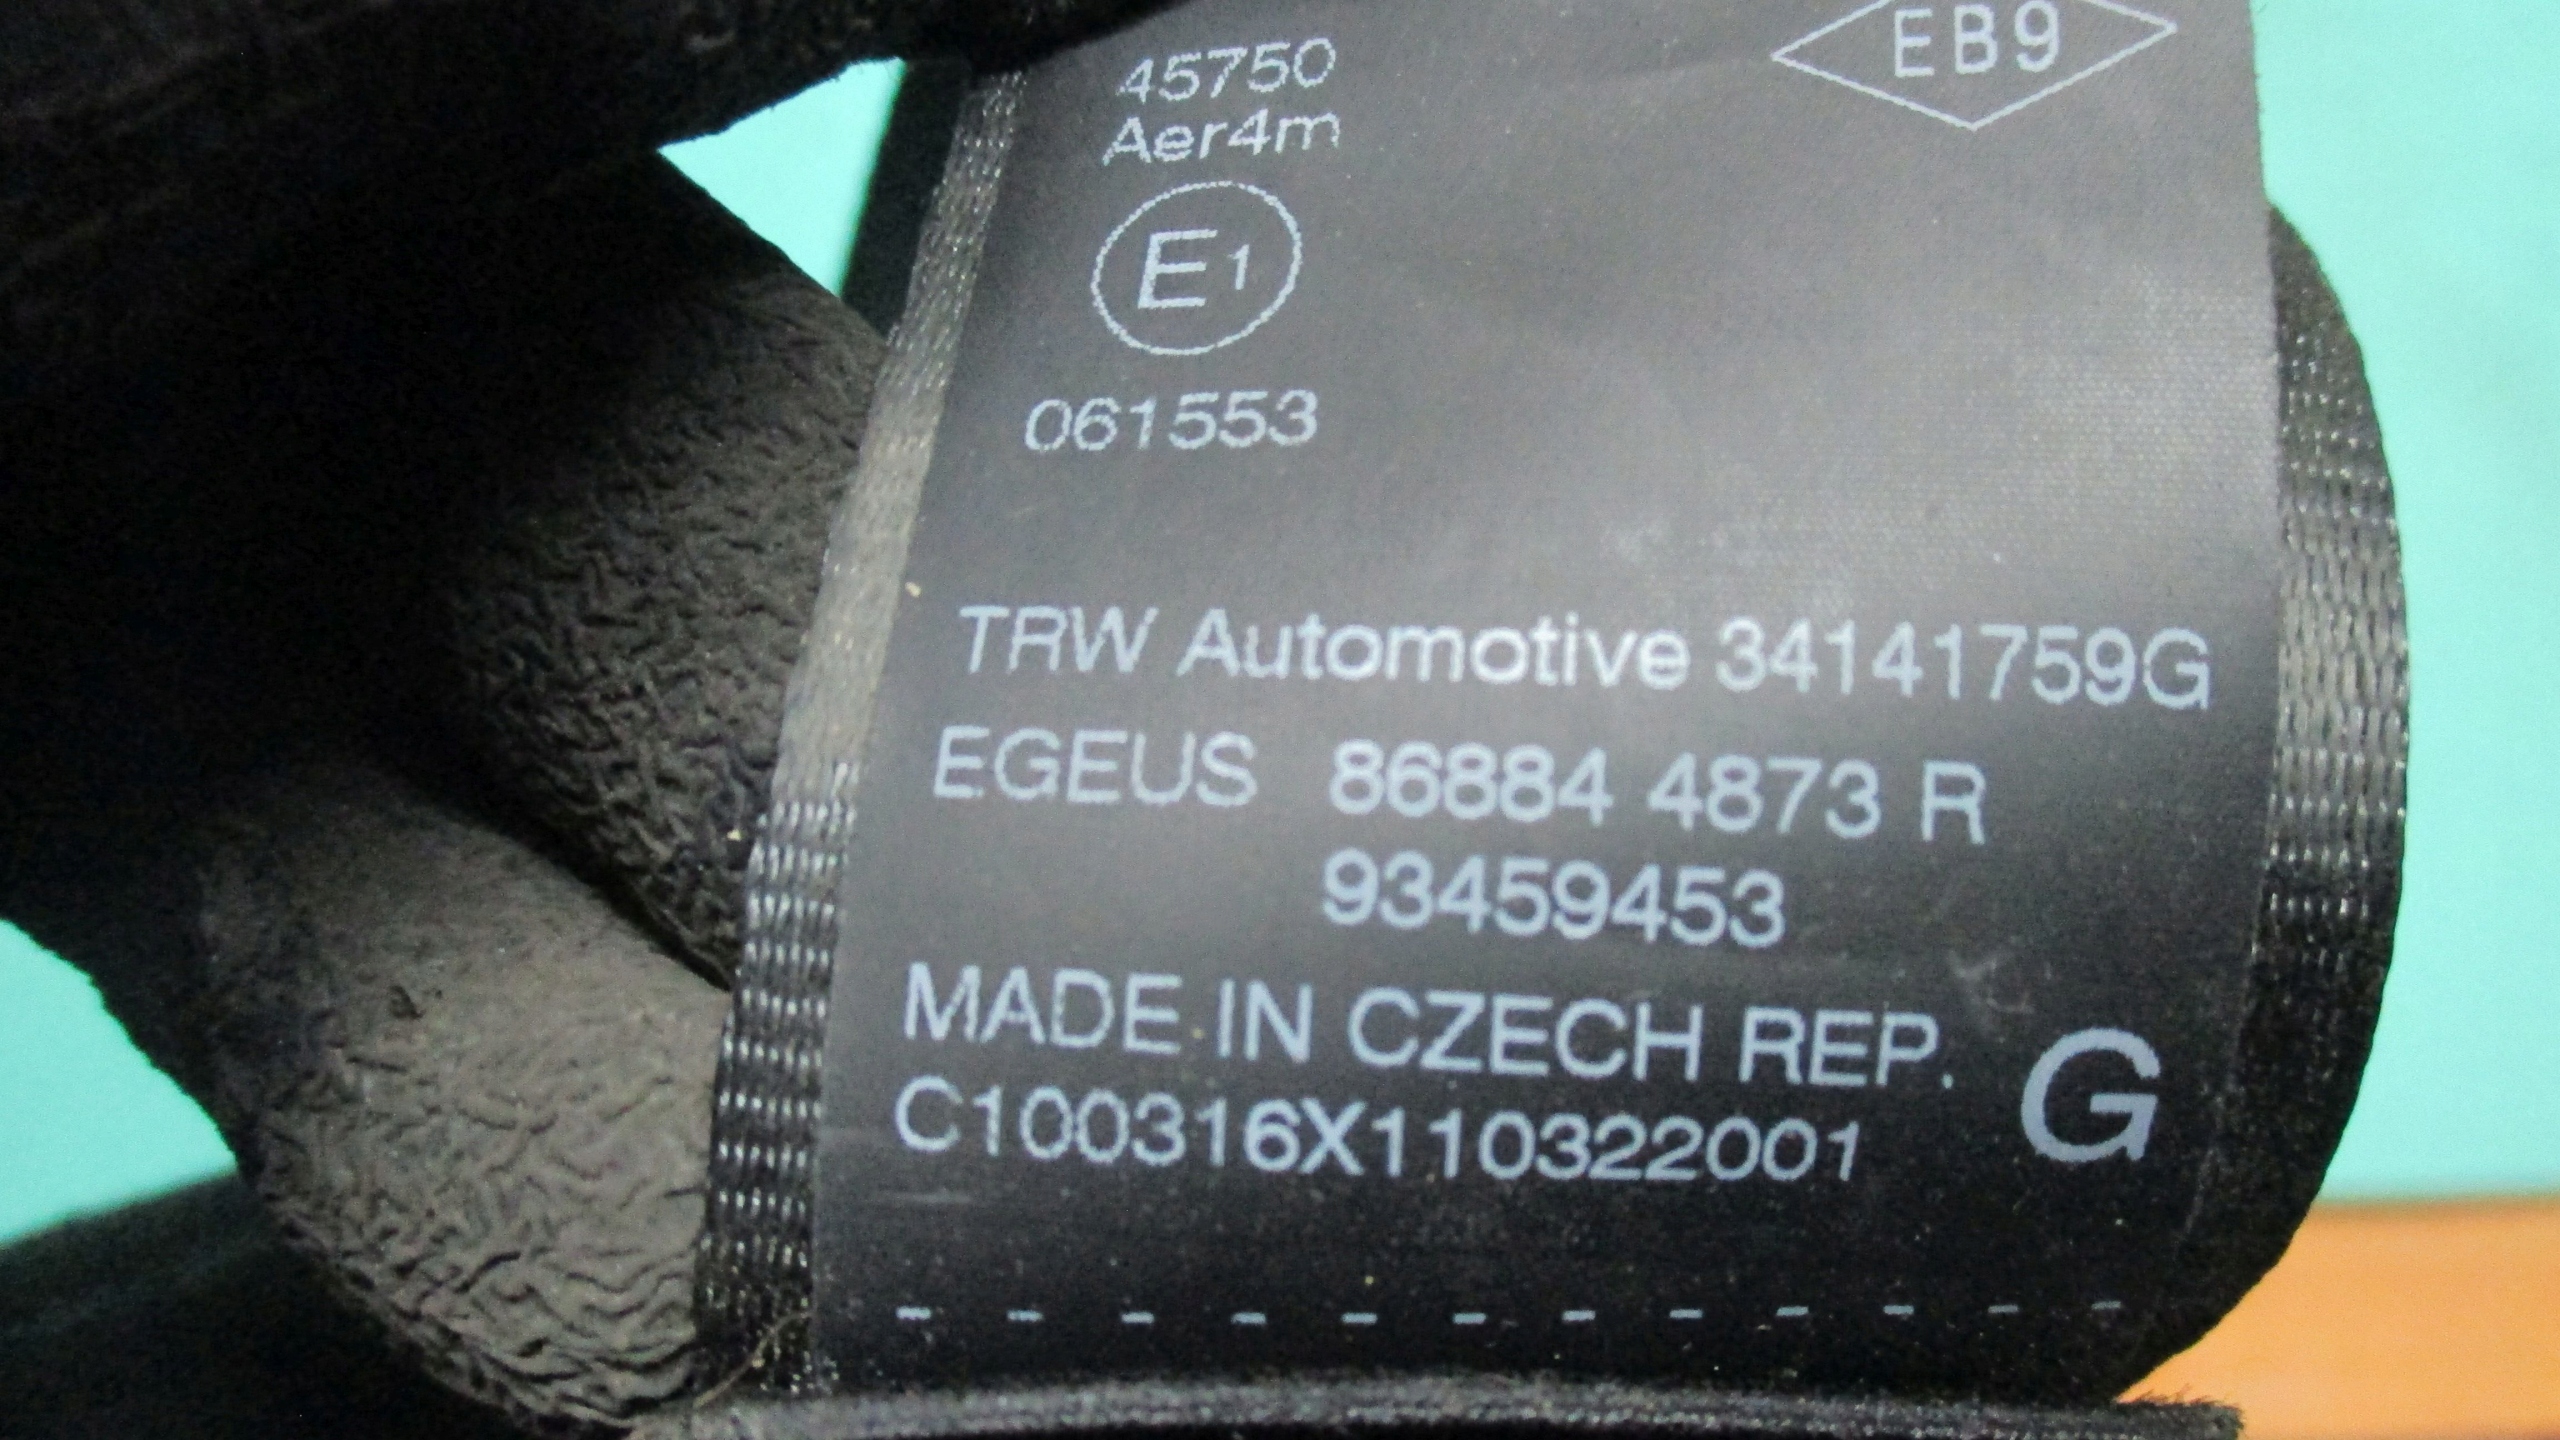 45750
EB9
Aer4m
E1
061553
TRW Automotive 34141759G
EGEUS 86884 4873 R
93459453
MADE IN CZECH REP.
G
C100316X110322001